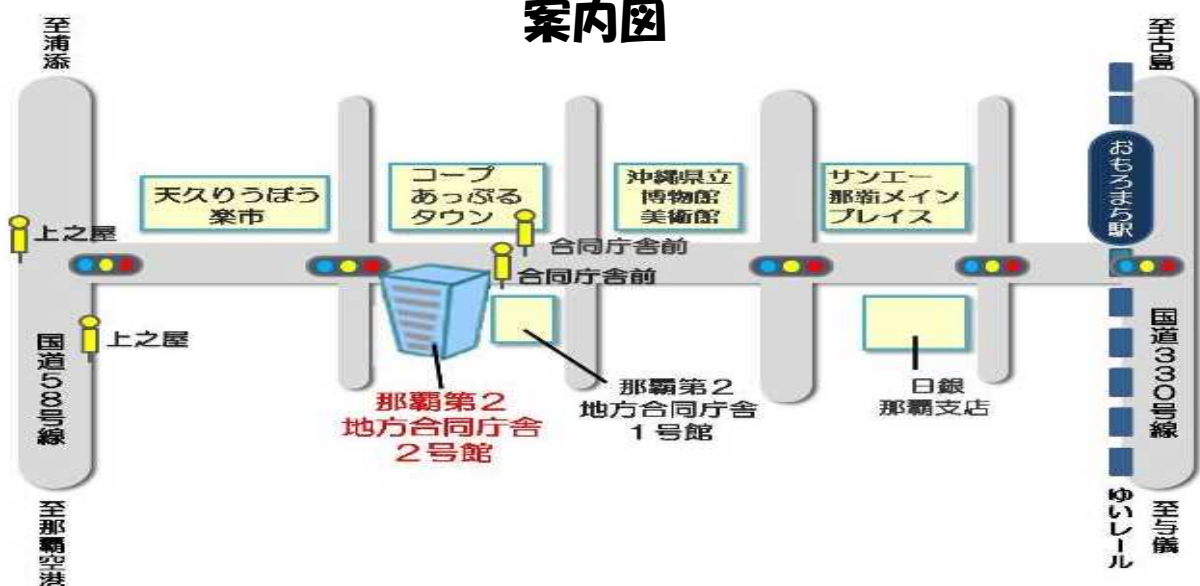 案内図
至浦添
至古島
天久りうぼう
楽市
コープ
あっぷる
タウン
沖縄県立
博物館
美術館
サンエー
那覇メイン
プレイス
おもろまち駅
上之屋
合同庁舎前
合同庁舎前
上之屋
国道58号線
国道330号線
那覇第2
地方合同庁舎
2号館
那覇第2
地方合同庁舎
1号館
日銀
那覇支店
至那覇空港
ゆいレール
至与儀